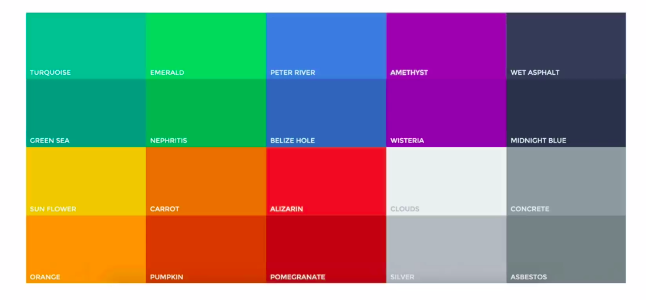 TURQUOISE
EMERALD
PETER RIVER
AMETHYST
WET ASPHALT
GREEN SEA
NEPHRITIS
BELIZE HOLE
WISTERIA
MIDNIGHT BLUE
SUN FLOWER
CARROT
ALIZARIN
CLOUDS
CONCRETE
ORANGE
PUMPKIN
POMEGRANATE
SILVER
ASBESTOS